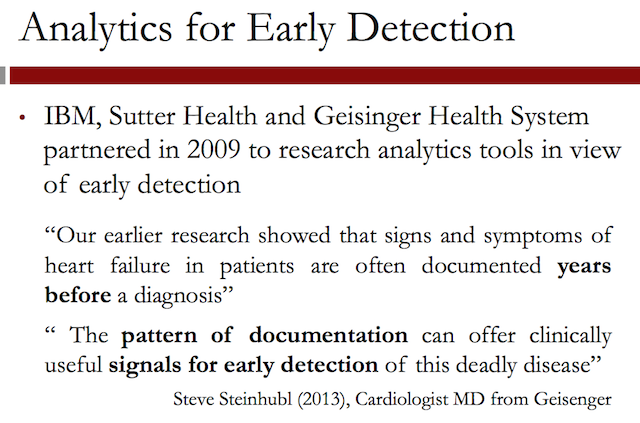 Analytics for Early Detection
• IBM, Sutter Health and Geisinger Health System
partnered in 2009 to research analytics tools in view
of early detection
“Our earlier research showed that signs and symptoms of
heart failure in patients are often documented years
before a diagnosis”
“ The pattern of documentation can offer clinically
useful signals for early detection of this deadly disease”
Steve Steinhubl (2013), Cardiologist MD from Geisenger